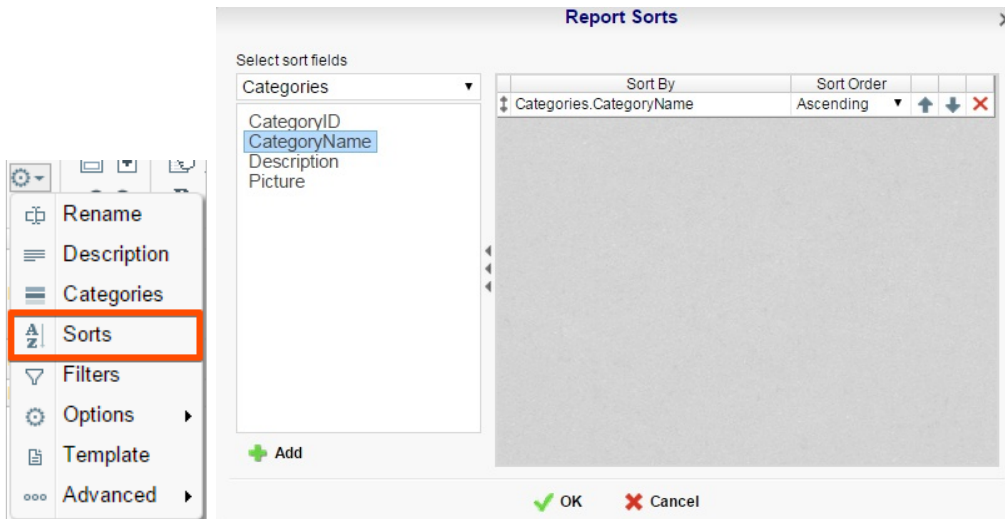 Rename
Description
Categories
Sorts
Filters
Options
Template
Advanced
Report Sorts
Select sort fields
Categories
CategoryID
CategoryName
Description
Picture
Add
Sort By Sort Order
Categories.CategoryName Ascending
OK Cancel